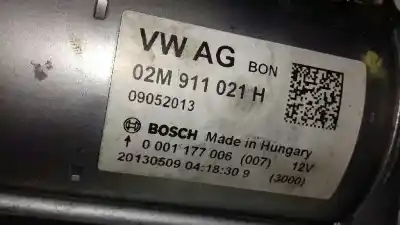 VW AG BON
02M 911 021 H
09052013
BOSCH Made in Hungary
↑ 0 001 177 006 (007) 12V
20130509 04:18:30 9 (3000)